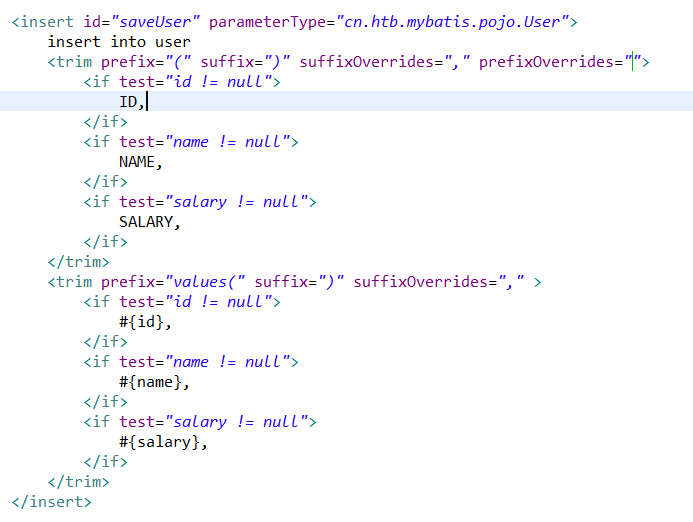 <insert id="saveUser" parameterType="cn.htb.mybatis.pojo.User">
    insert into user
    <trim prefix="(" suffix=")" suffixOverrides="," prefixOverrides="">
        <if test="id != null">
            ID,
        </if>
        <if test="name != null">
            NAME,
        </if>
        <if test="salary != null">
            SALARY,
        </if>
    </trim>
    <trim prefix="values(" suffix=")" suffixOverrides="," >
        <if test="id != null">
            #{id},
        </if>
        <if test="name != null">
            #{name},
        </if>
        <if test="salary != null">
            #{salary},
        </if>
    </trim>
</insert>